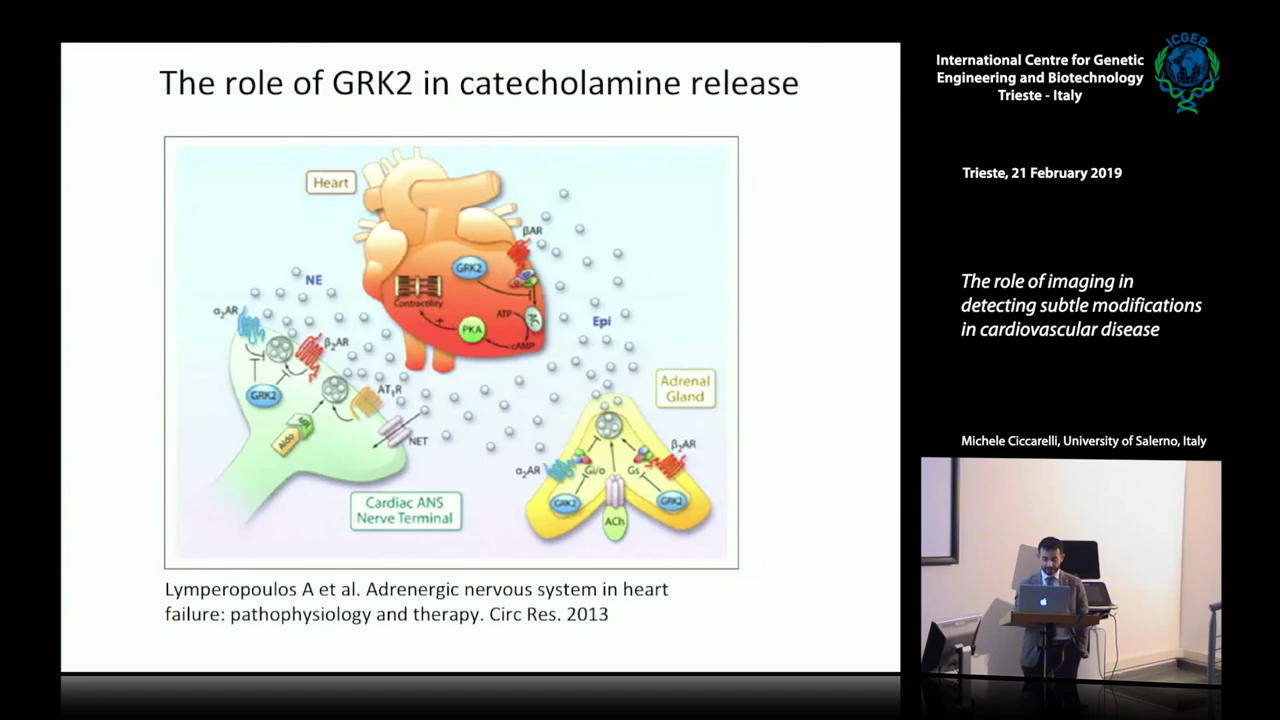 The role of GRK2 in catecholamine release
Heart
βAR
GRK2
NE
Contractility
ATP
AC
Epi
α₂AR
+
PKA
cAMP
β₂AR
GRK2
AT₁R
Adrenal
Gland
Aldo
NET
β₂AR
α₂AR
Gi/o
Gs
Cardiac ANS
Nerve Terminal
GRK2
GRK2
ACh
Lymperopoulos A et al. Adrenergic nervous system in heart
failure: pathophysiology and therapy. Circ Res. 2013
International Centre for Genetic
Engineering and Biotechnology
Trieste - Italy
ICGEB
Trieste, 21 February 2019
The role of imaging in
detecting subtle modifications
in cardiovascular disease
Michele Ciccarelli, University of Salerno, Italy